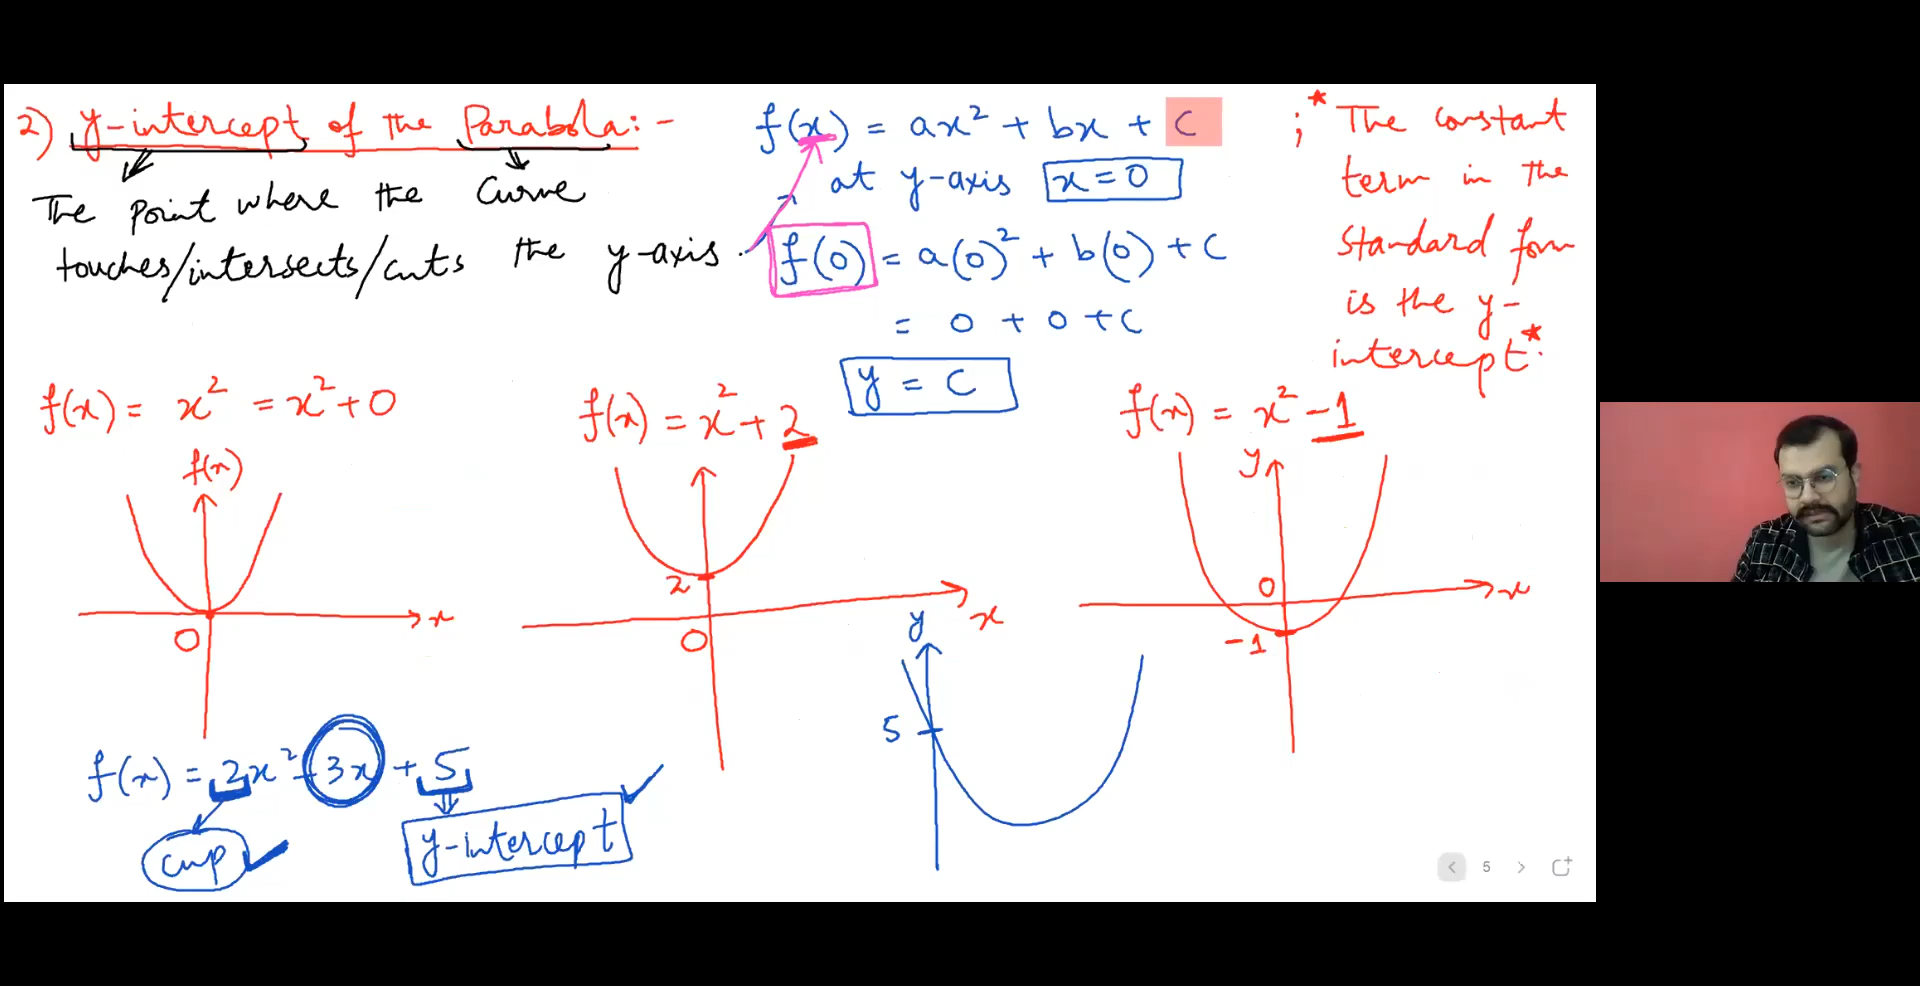 2) y-intercept of the Parabola:-
The point where the curve
touches/intersects/cuts the y-axis.
f(x) = ax² + bx + c
at y-axis x=0
f(0) = a(0)² + b(0) + c
= 0 + 0 + c
y = c
;* The constant
term in the
standard form
is the y-
intercept*.
f(x) = x² = x²+0
f(x)
x
0
f(x) = x² + 2
2
0
x
f(x) = x² -1
y
0
x
-1
f(x) = 2x² - 3x + 5
cup
y-intercept
y
5
5